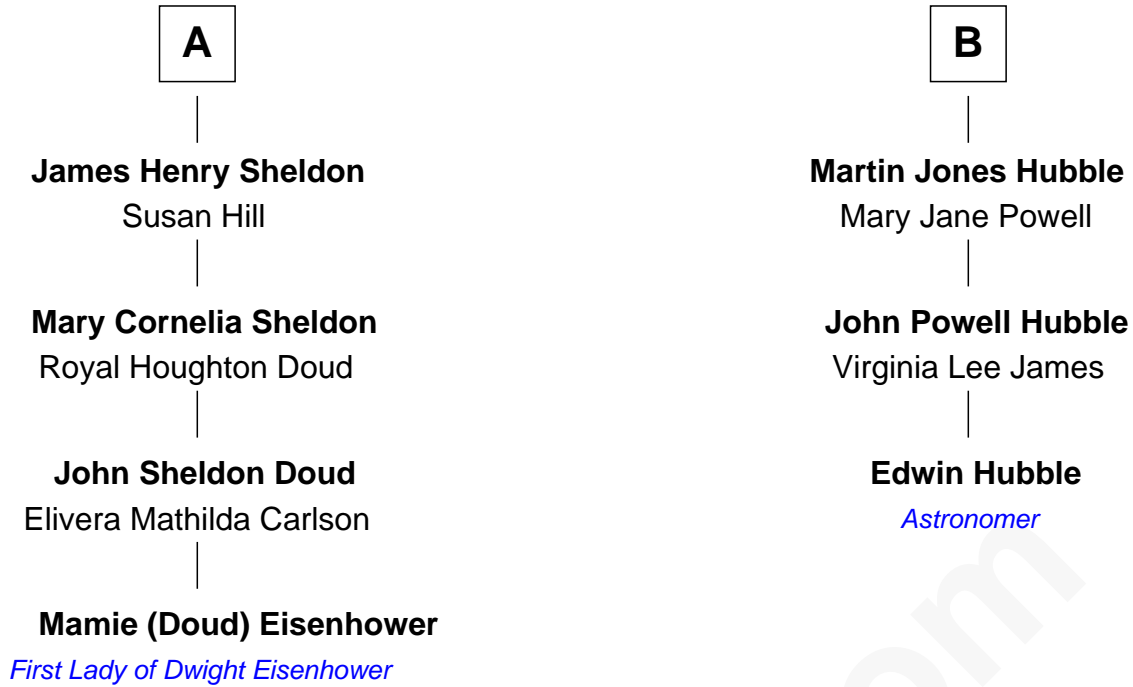 A
James Henry Sheldon
Susan Hill
Mary Cornelia Sheldon
Royal Houghton Doud
John Sheldon Doud
Elivera Mathilda Carlson
Mamie (Doud) Eisenhower
First Lady of Dwight Eisenhower
B
Martin Jones Hubble
Mary Jane Powell
John Powell Hubble
Virginia Lee James
Edwin Hubble
Astronomer
om